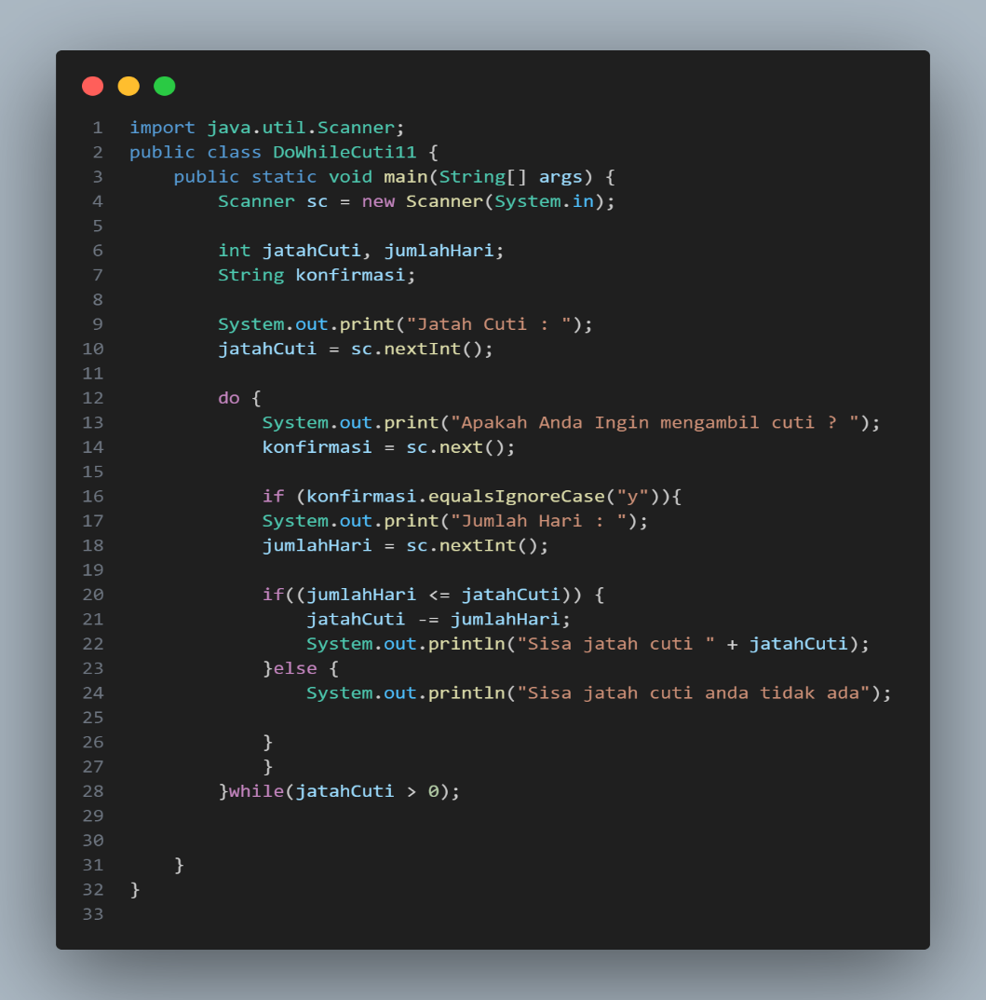 1 import java.util.Scanner;
2 public class DoWhileCuti11 {
3     public static void main(String[] args) {
4         Scanner sc = new Scanner(System.in);
5
6         int jatahCuti, jumlahHari;
7         String konfirmasi;
8
9         System.out.print("Jatah Cuti : ");
10         jatahCuti = sc.nextInt();
11
12         do {
13             System.out.print("Apakah Anda Ingin mengambil cuti ? ");
14             konfirmasi = sc.next();
15
16             if (konfirmasi.equalsIgnoreCase("y")){
17             System.out.print("Jumlah Hari : ");
18             jumlahHari = sc.nextInt();
19
20             if((jumlahHari <= jatahCuti)) {
21                 jatahCuti -= jumlahHari;
22                 System.out.println("Sisa jatah cuti " + jatahCuti);
23             }else {
24                 System.out.println("Sisa jatah cuti anda tidak ada");
25
26             }
27             }
28         }while(jatahCuti > 0);
29
30
31     }
32 }
33